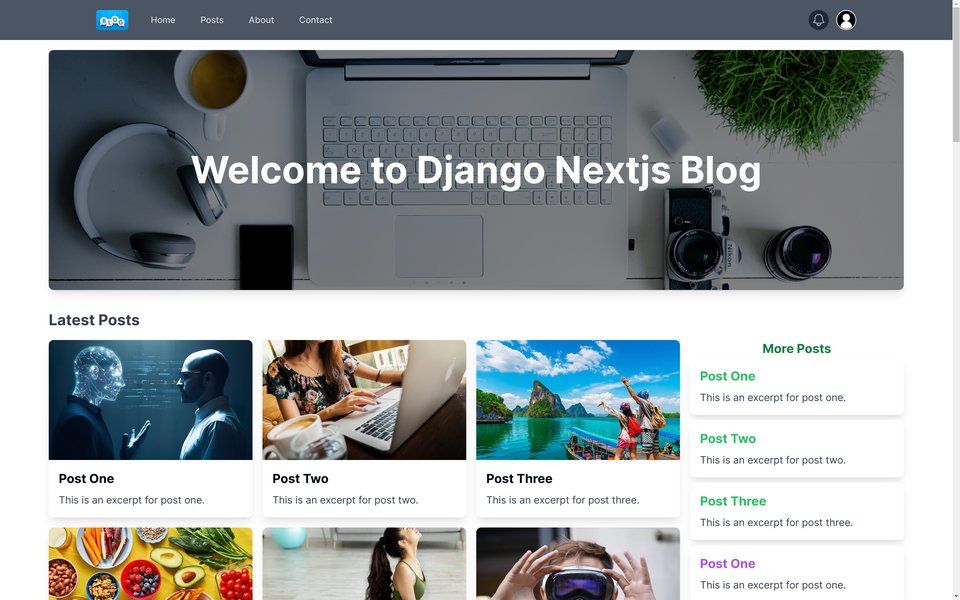 BLOG
Home
Posts
About
Contact
ASUS
Welcome to Django Nextjs Blog
Nikon
Latest Posts
Post One
This is an excerpt for post one.
Post Two
This is an excerpt for post two.
Post Three
This is an excerpt for post three.
More Posts
Post One
This is an excerpt for post one.
Post Two
This is an excerpt for post two.
Post Three
This is an excerpt for post three.
Post One
This is an excerpt for post one.